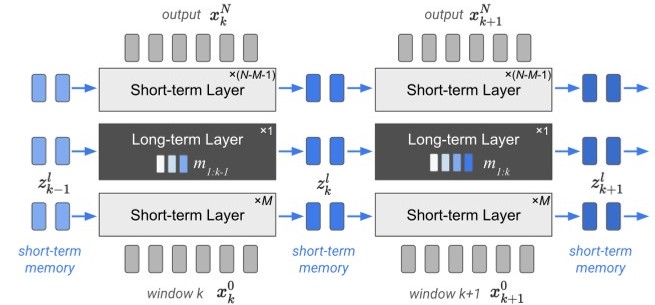 output x_k^N
output x_{k+1}^N
×(N-M-1)
Short-term Layer
×(N-M-1)
Short-term Layer
×1
Long-term Layer
m_{1:k-1}
×1
Long-term Layer
m_{1:k}
z_{k-1}^l
z_k^l
z_{k+1}^l
×M
Short-term Layer
×M
Short-term Layer
short-term
memory
short-term
memory
short-term
memory
window k x_k^0
window k+1 x_{k+1}^0